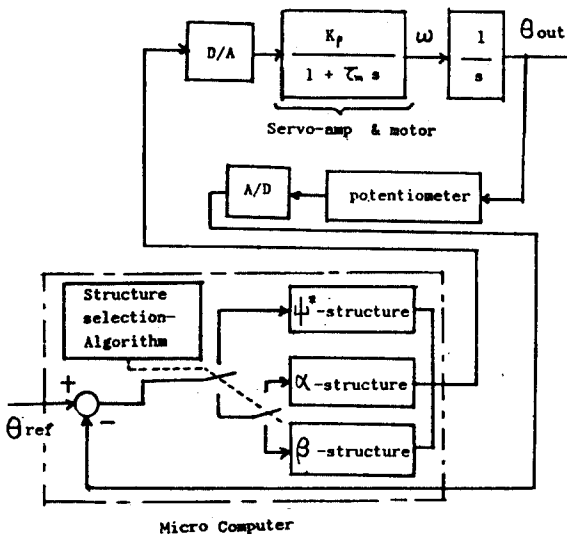 θout
D/A
Kp
1 + τm s
ω
1
s
Servo-amp & motor
A/D
potentiometer
Structure
selection-
Algorithm
ψ*-structure
α-structure
β-structure
+
-
θref
Micro Computer